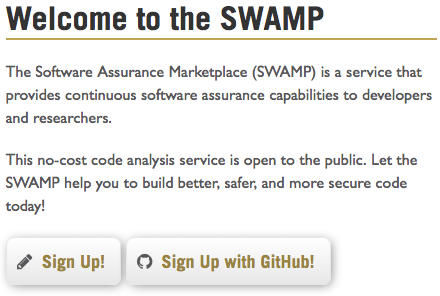 Welcome to the SWAMP
The Software Assurance Marketplace (SWAMP) is a service that
provides continuous software assurance capabilities to developers
and researchers.
This no-cost code analysis service is open to the public. Let the
SWAMP help you to build better, safer, and more secure code
today!
Sign Up! Sign Up with GitHub!